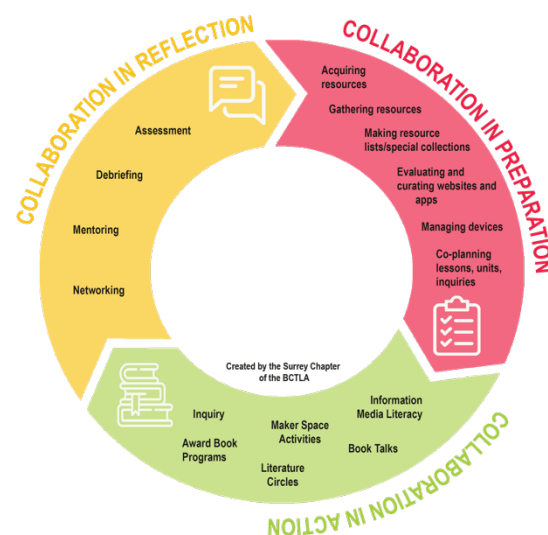 COLLABORATION IN REFLECTION
Assessment
Debriefing
Mentoring
Networking
COLLABORATION IN PREPARATION
Acquiring
resources
Gathering resources
Making resource
lists/special collections
Evaluating and
curating websites and
apps
Managing devices
Co-planning
lessons, units,
inquiries
Created by the Surrey Chapter
of the BCTLA
Inquiry
Award Book
Programs
Maker Space
Activities
Literature
Circles
Information
Media Literacy
Book Talks
COLLABORATION IN ACTION